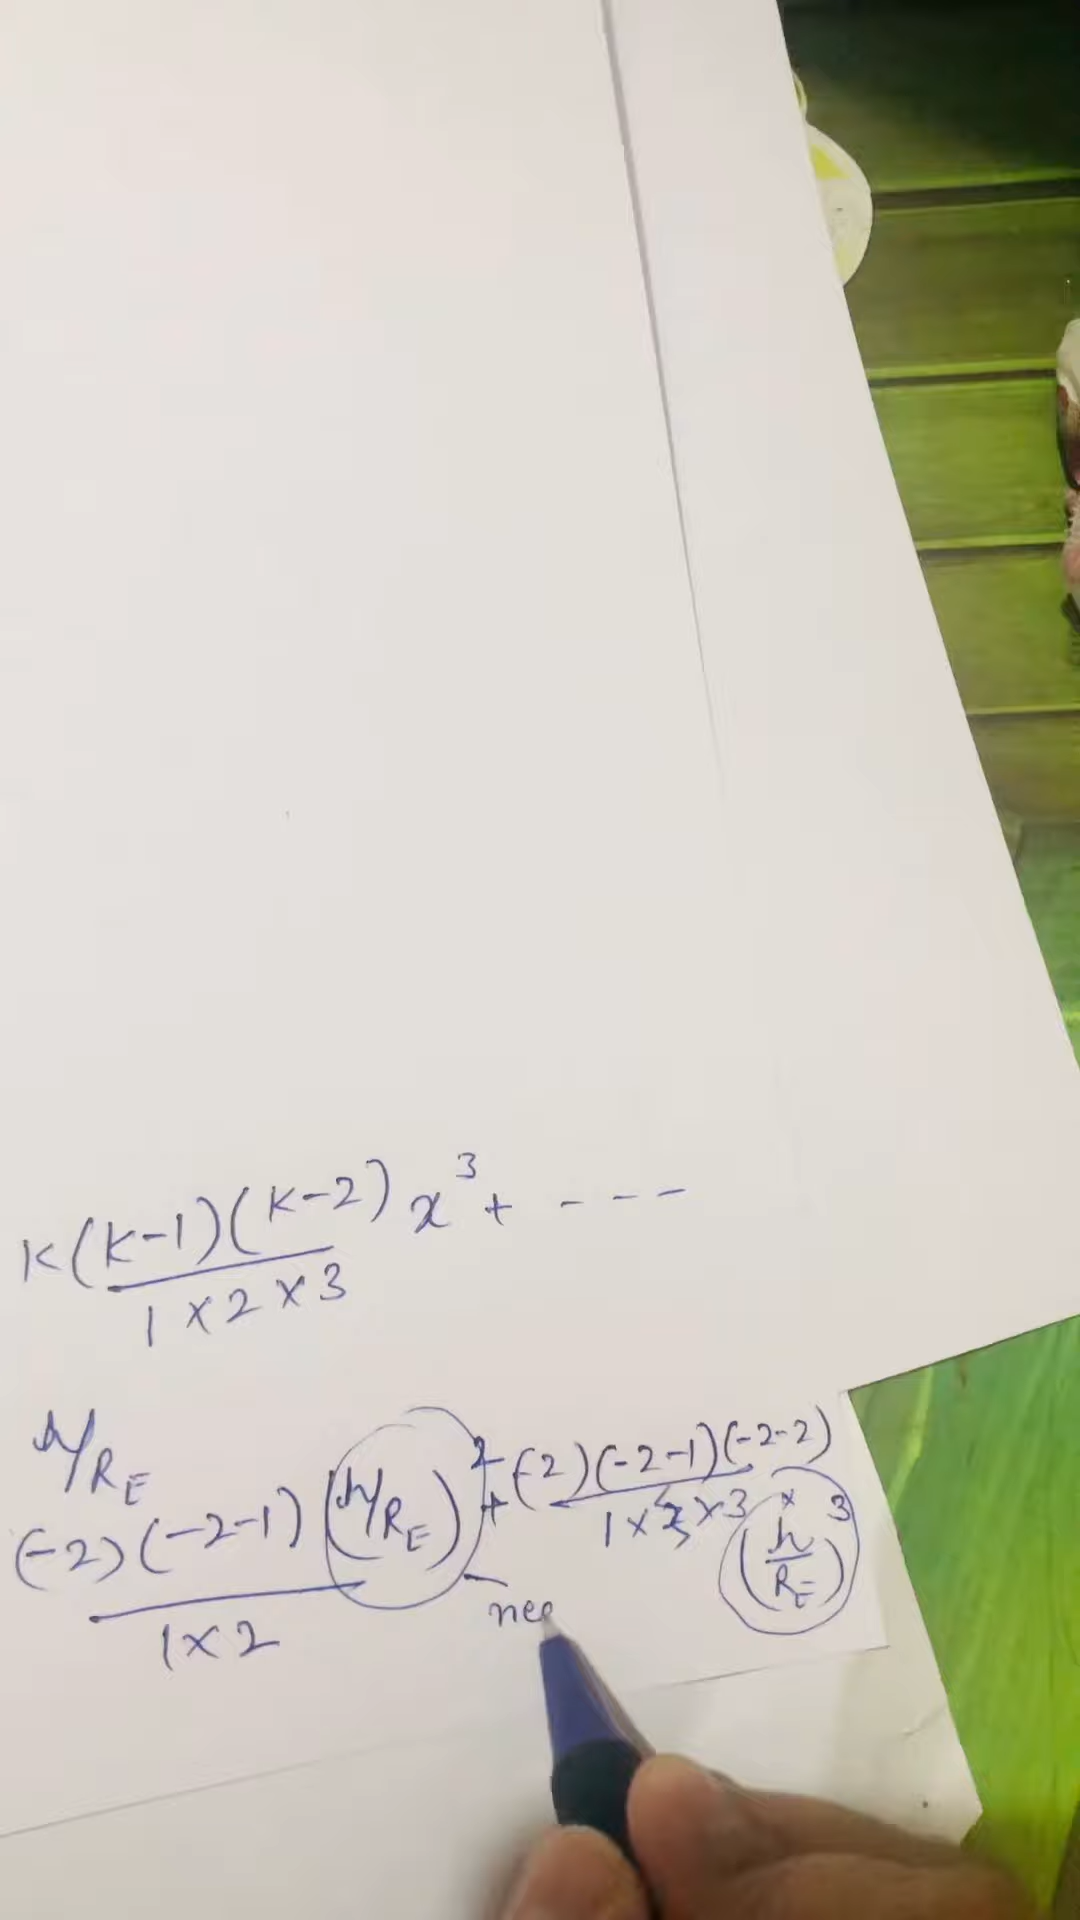 K(K-1)(K-2) x³ + ----
1 × 2 × 3
h/R_E
(-2)(-2-1) (h/R_E)² + (-2)(-2-1)(-2-2)
1 × 2 × 3 ×
(h/R_E)³
1 × 2
neg